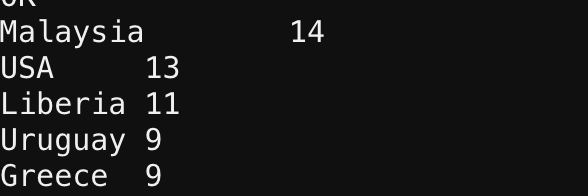 Malaysia	14
USA	13
Liberia	11
Uruguay	9
Greece	9